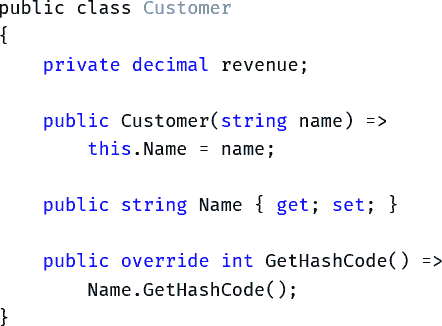 public class Customer
{
    private decimal revenue;

    public Customer(string name) =>
        this.Name = name;

    public string Name { get; set; }

    public override int GetHashCode() =>
        Name.GetHashCode();
}